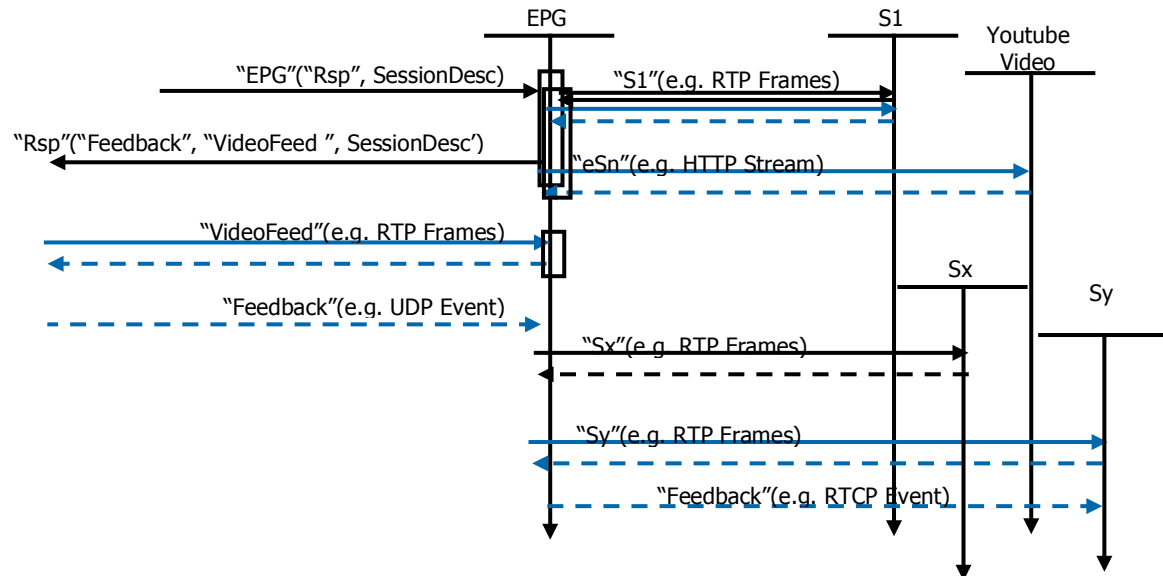 EPG
S1
Youtube
Video
“EPG”(“Rsp”, SessionDesc)
“S1”(e.g. RTP Frames)
“Rsp”(“Feedback”, “VideoFeed ”, SessionDesc’)
“eSn”(e.g. HTTP Stream)
“VideoFeed”(e.g. RTP Frames)
Sx
“Feedback”(e.g. UDP Event)
Sy
“Sx”(e.g. RTP Frames)
“Sy”(e.g. RTP Frames)
“Feedback”(e.g. RTCP Event)